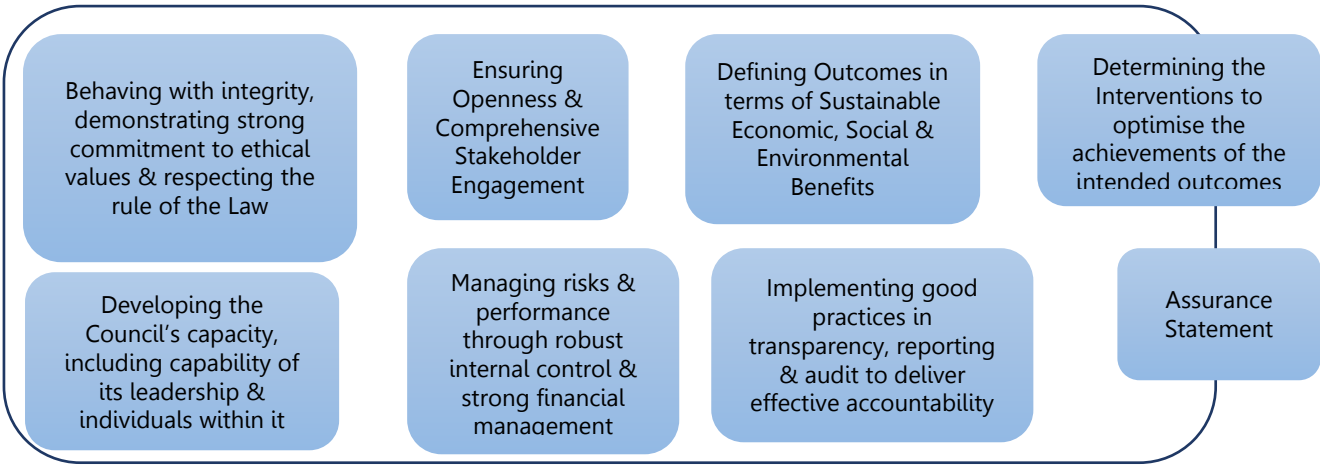 Behaving with integrity,
demonstrating strong
commitment to ethical
values & respecting the
rule of the Law
Ensuring
Openness &
Comprehensive
Stakeholder
Engagement
Defining Outcomes in
terms of Sustainable
Economic, Social &
Environmental
Benefits
Determining the
Interventions to
optimise the
achievements of the
intended outcomes
Developing the
Council’s capacity,
including capability of
its leadership &
individuals within it
Managing risks &
performance
through robust
internal control &
strong financial
management
Implementing good
practices in
transparency, reporting
& audit to deliver
effective accountability
Assurance
Statement